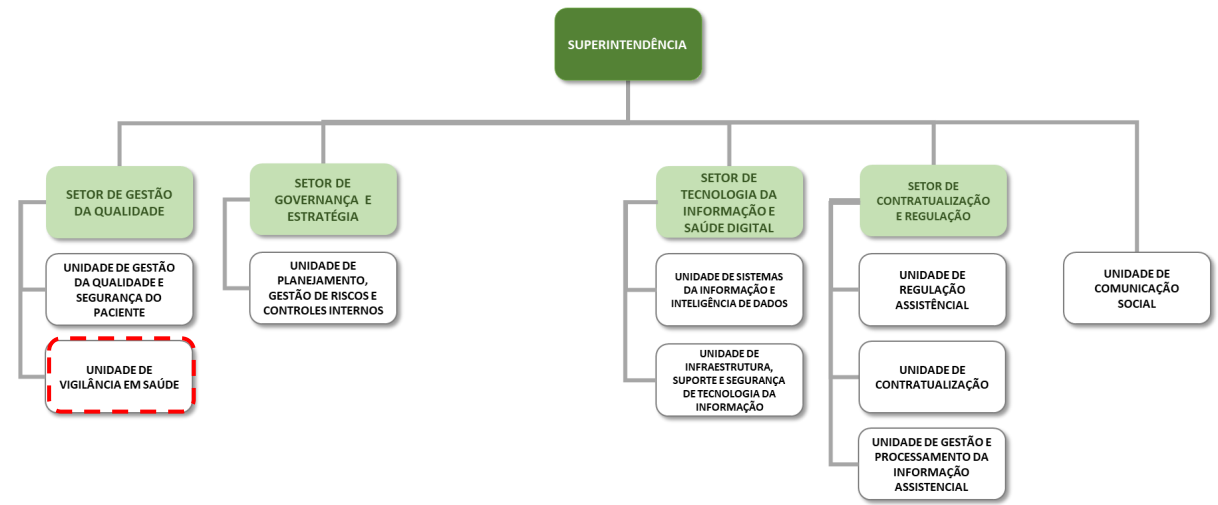 SUPERINTENDÊNCIA
SETOR DE GESTÃO
DA QUALIDADE
SETOR DE
GOVERNANÇA E
ESTRATÉGIA
SETOR DE
TECNOLOGIA DA
INFORMAÇÃO E
SAÚDE DIGITAL
SETOR DE
CONTRATUALIZAÇÃO
E REGULAÇÃO
UNIDADE DE GESTÃO
DA QUALIDADE E
SEGURANÇA DO
PACIENTE
UNIDADE DE
PLANEJAMENTO,
GESTÃO DE RISCOS E
CONTROLES INTERNOS
UNIDADE DE SISTEMAS
DA INFORMAÇÃO E
INTELIGÊNCIA DE DADOS
UNIDADE DE
REGULAÇÃO
ASSISTÊNCIAL
UNIDADE DE
COMUNICAÇÃO
SOCIAL
UNIDADE DE
VIGILÂNCIA EM SAÚDE
UNIDADE DE
INFRAESTRUTURA,
SUPORTE E SEGURANÇA
DE TECNOLOGIA DA
INFORMAÇÃO
UNIDADE DE
CONTRATUALIZAÇÃO
UNIDADE DE GESTÃO E
PROCESSAMENTO DA
INFORMAÇÃO
ASSISTENCIAL